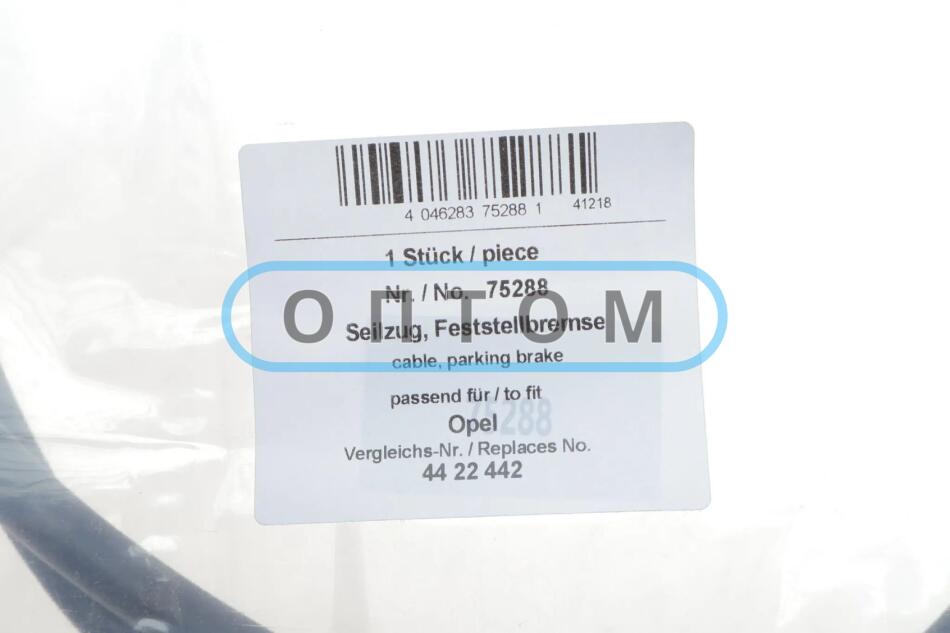 4 046283 75288 1 41218
1 Stück / piece
Nr. / No. 75288
ОПТОМ
Seilzug, Feststellbremse
cable, parking brake
passend für / to fit
75288
Opel
Vergleichs-Nr. / Replaces No.
44 22 442